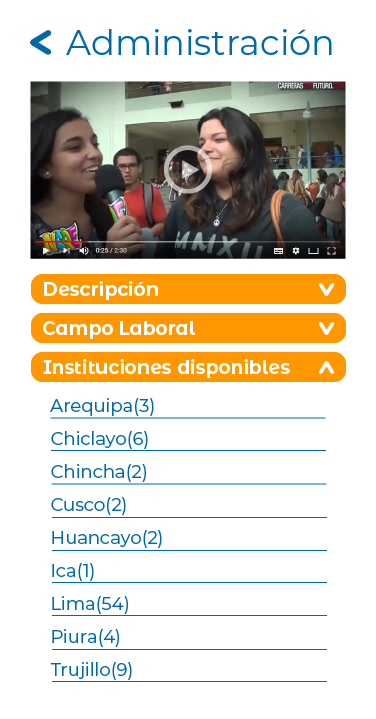 Administración
CARRERAS FUTURO.
MMXII
0:25 / 2:30
Descripción
Campo Laboral
Instituciones disponibles
Arequipa(3)
Chiclayo(6)
Chincha(2)
Cusco(2)
Huancayo(2)
Ica(1)
Lima(54)
Piura(4)
Trujillo(9)